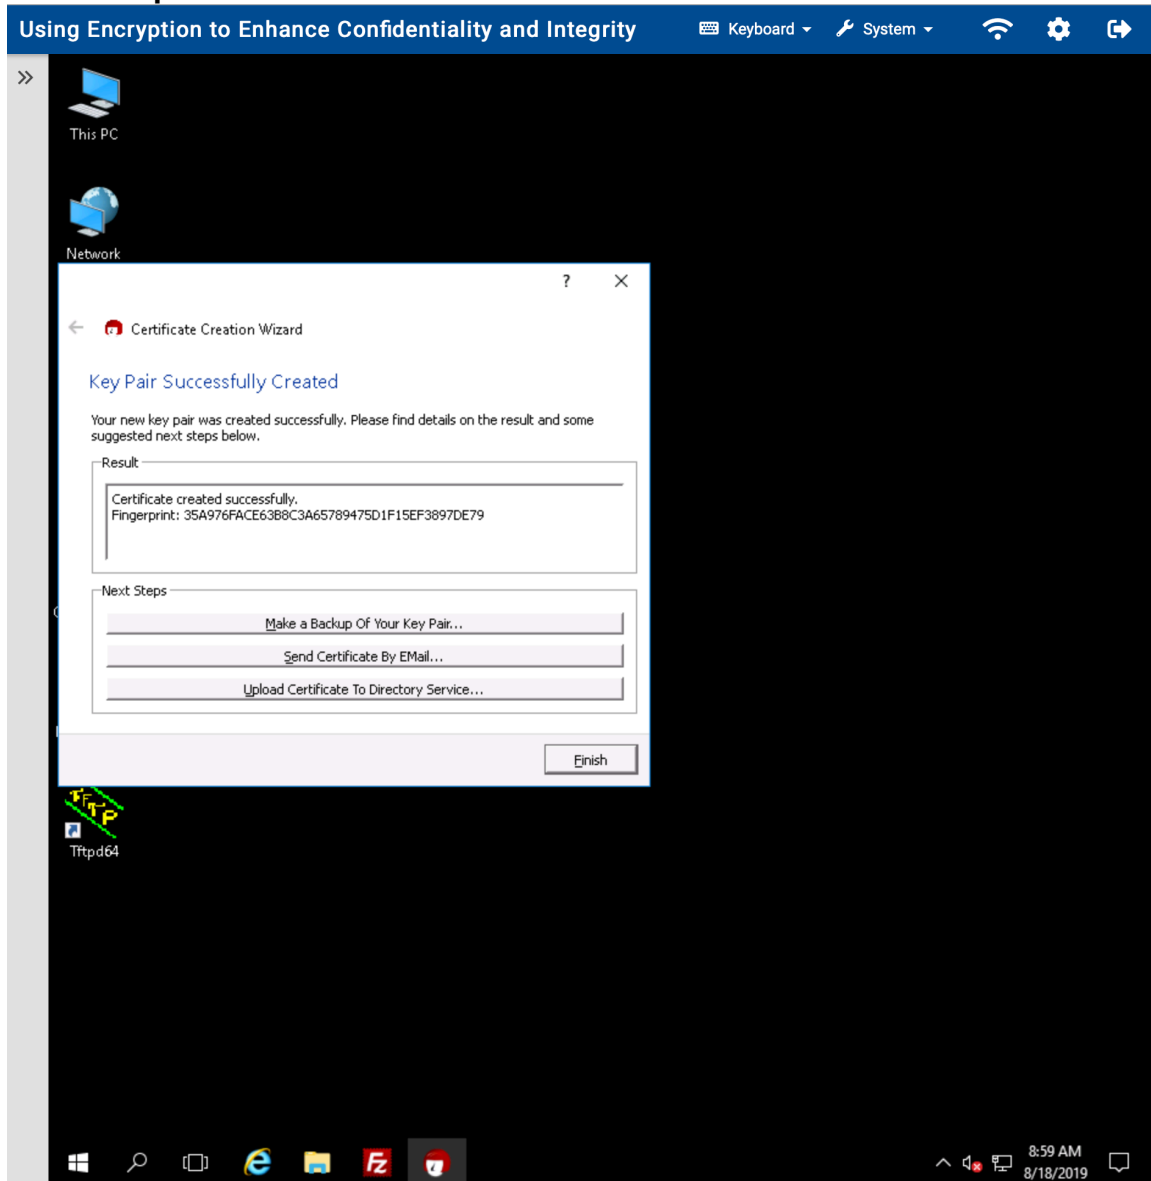 Using Encryption to Enhance Confidentiality and Integrity
Keyboard
System
This PC
Network
?
Certificate Creation Wizard
Key Pair Successfully Created
Your new key pair was created successfully. Please find details on the result and some
suggested next steps below.
Result
Certificate created successfully.
Fingerprint: 35A976FACE63B8C3A65789475D1F15EF3897DE79
Next Steps
Make a Backup Of Your Key Pair...
Send Certificate By EMail...
Upload Certificate To Directory Service...
Finish
TFTP
Tftpd64
Fz
8:59 AM
8/18/2019